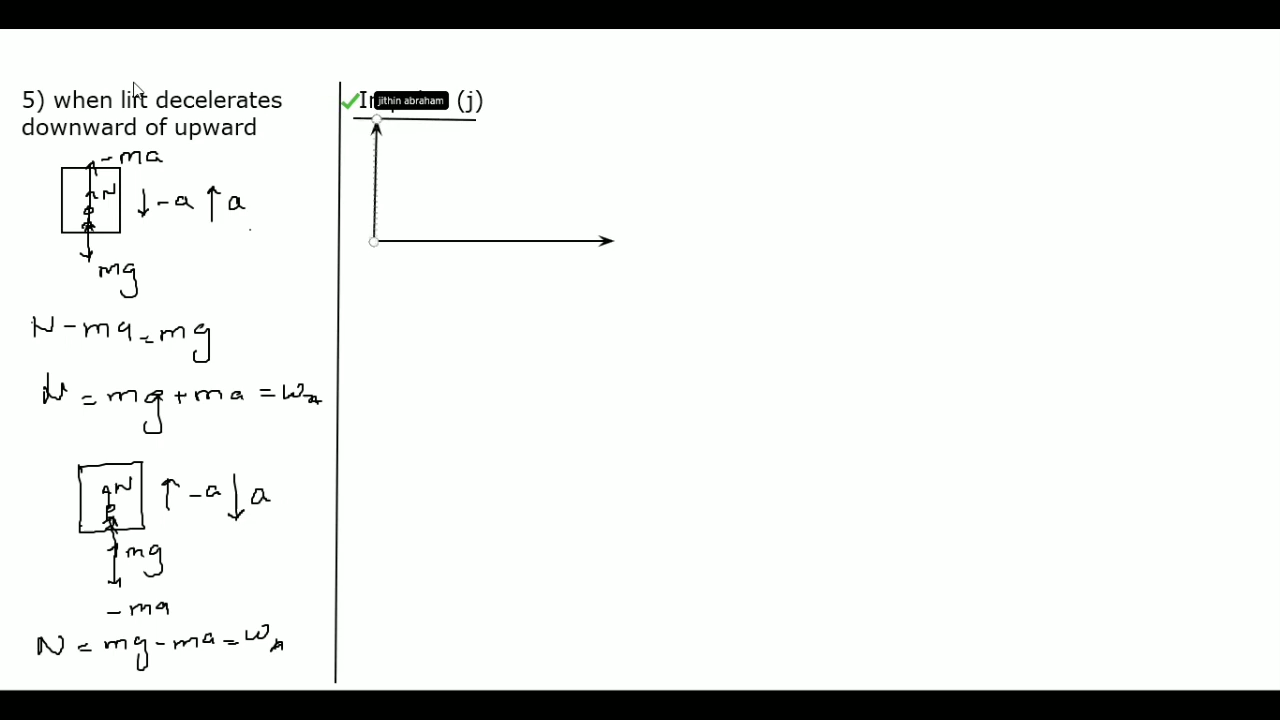 5) when lift decelerates
downward of upward
-ma
N
↓ -a ↑ a
mg
N - ma = mg
N = mg + ma = WA
N
↑ -a ↓ a
mg
- ma
N = mg - ma = WA
(j)
jithin abraham